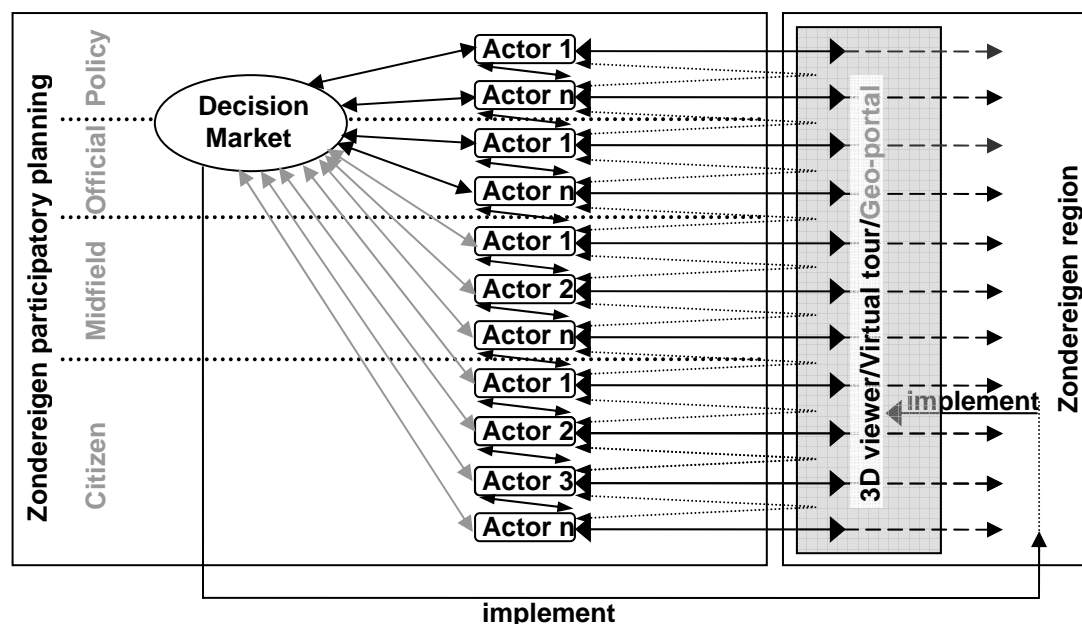 Zondereigen participatory planning
Policy
Official
Midfield
Citizen
Decision
Market
Actor 1
Actor n
Actor 1
Actor n
Actor 1
Actor 2
Actor n
Actor 1
Actor 2
Actor 3
Actor n
3D viewer/Virtual tour/Geo-portal
implement
Zondereigen region
implement